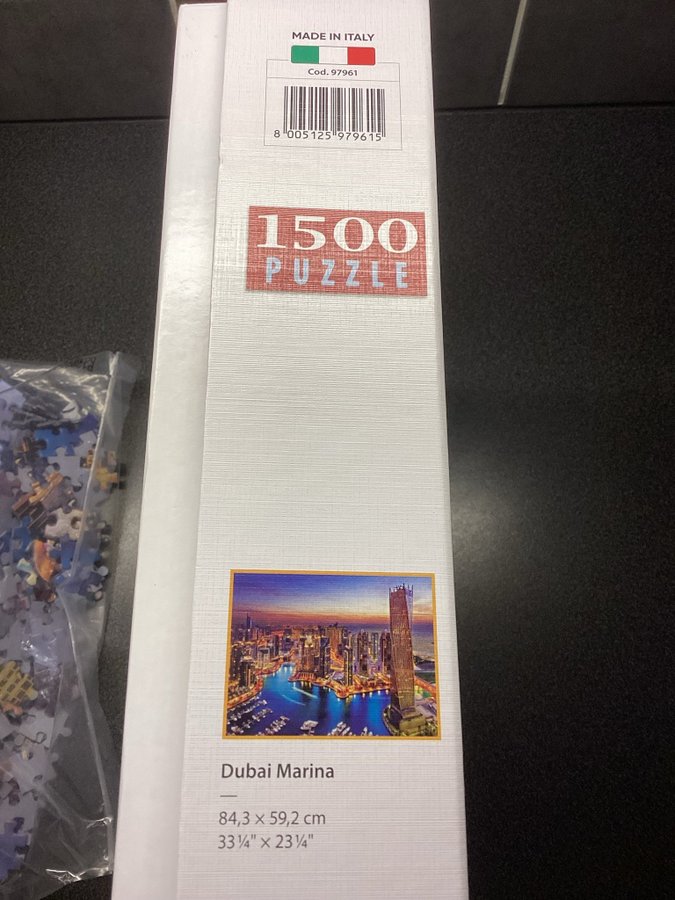 MADE IN ITALY
Cod. 97961
8 005125 979615
1500
PUZZLE
Dubai Marina
84,3 × 59,2 cm
33 ¼" × 23 ¼"